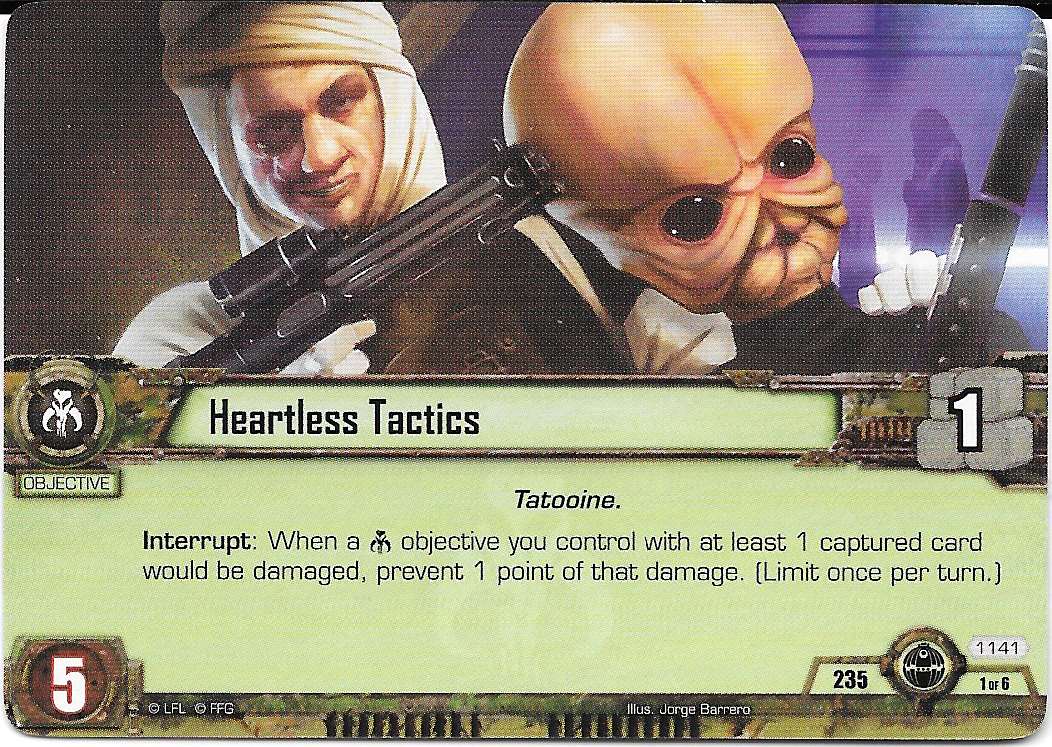 Heartless Tactics
1
OBJECTIVE
Tatooine.
Interrupt: When a objective you control with at least 1 captured card
would be damaged, prevent 1 point of that damage. (Limit once per turn.)
5
235
1141
1 OF 6
© LFL © FFG
Illus. Jorge Barrero